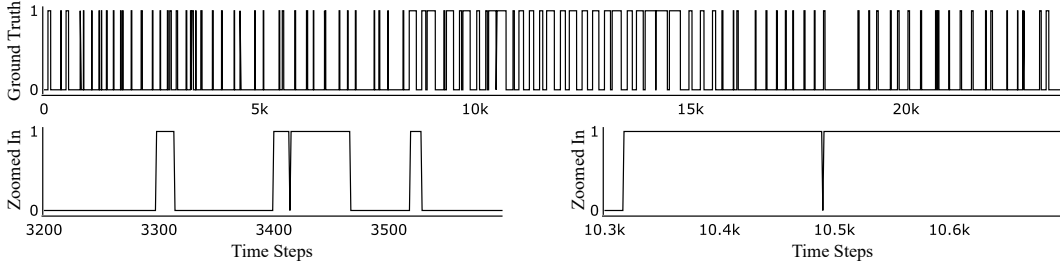 Ground Truth
1
0
0 5k 10k 15k 20k
Zoomed In
1
0
3200 3300 3400 3500
Time Steps
Zoomed In
1
0
10.3k 10.4k 10.5k 10.6k
Time Steps